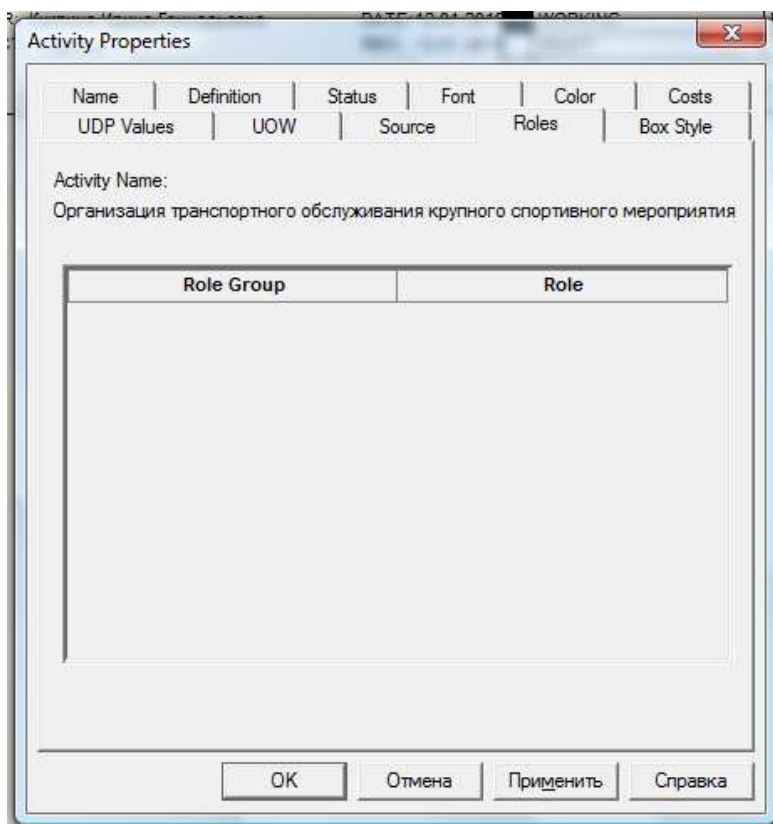 Activity Properties
Name Definition Status Font Color Costs
UDP Values UOW Source Roles Box Style
Activity Name:
Организация транспортного обслуживания крупного спортивного мероприятия
Role Group Role
OK Отмена Применить Справка